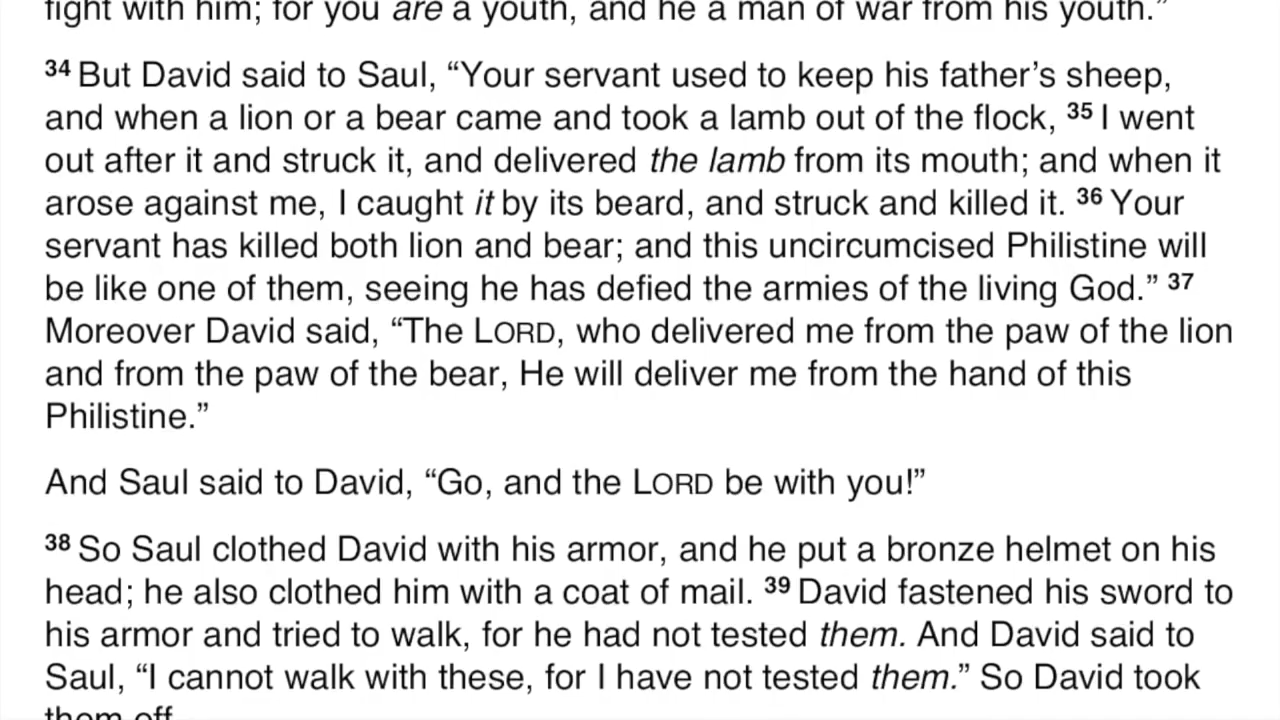 fight with him; for you are a youth, and he a man of war from his youth.”
34 But David said to Saul, “Your servant used to keep his father’s sheep,
and when a lion or a bear came and took a lamb out of the flock, 35 I went
out after it and struck it, and delivered the lamb from its mouth; and when it
arose against me, I caught it by its beard, and struck and killed it. 36 Your
servant has killed both lion and bear; and this uncircumcised Philistine will
be like one of them, seeing he has defied the armies of the living God.” 37
Moreover David said, “The LORD, who delivered me from the paw of the lion
and from the paw of the bear, He will deliver me from the hand of this
Philistine.”
And Saul said to David, “Go, and the LORD be with you!”
38 So Saul clothed David with his armor, and he put a bronze helmet on his
head; he also clothed him with a coat of mail. 39 David fastened his sword to
his armor and tried to walk, for he had not tested them. And David said to
Saul, “I cannot walk with these, for I have not tested them.” So David took
them off.